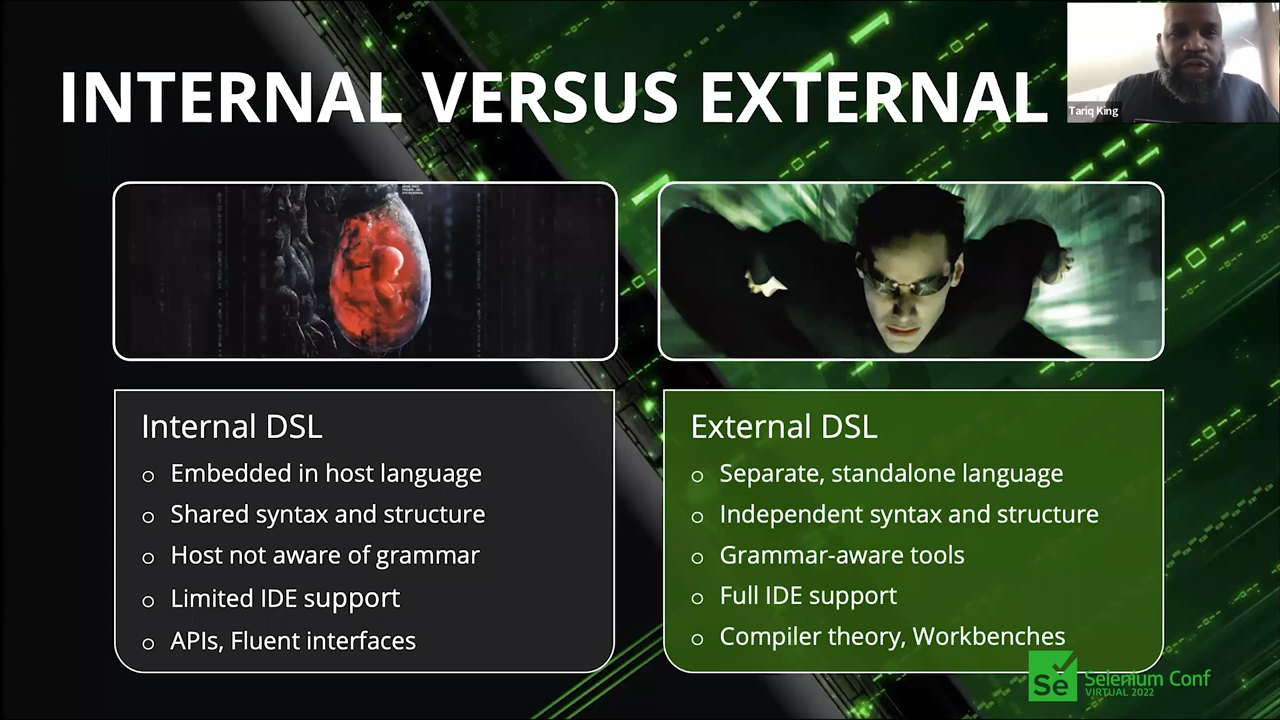 INTERNAL VERSUS EXTERNAL
Tariq King
Internal DSL
Embedded in host language
Shared syntax and structure
Host not aware of grammar
Limited IDE support
APIs, Fluent interfaces
External DSL
Separate, standalone language
Independent syntax and structure
Grammar-aware tools
Full IDE support
Compiler theory, Workbenches
Se
Selenium Conf
VIRTUAL 2022